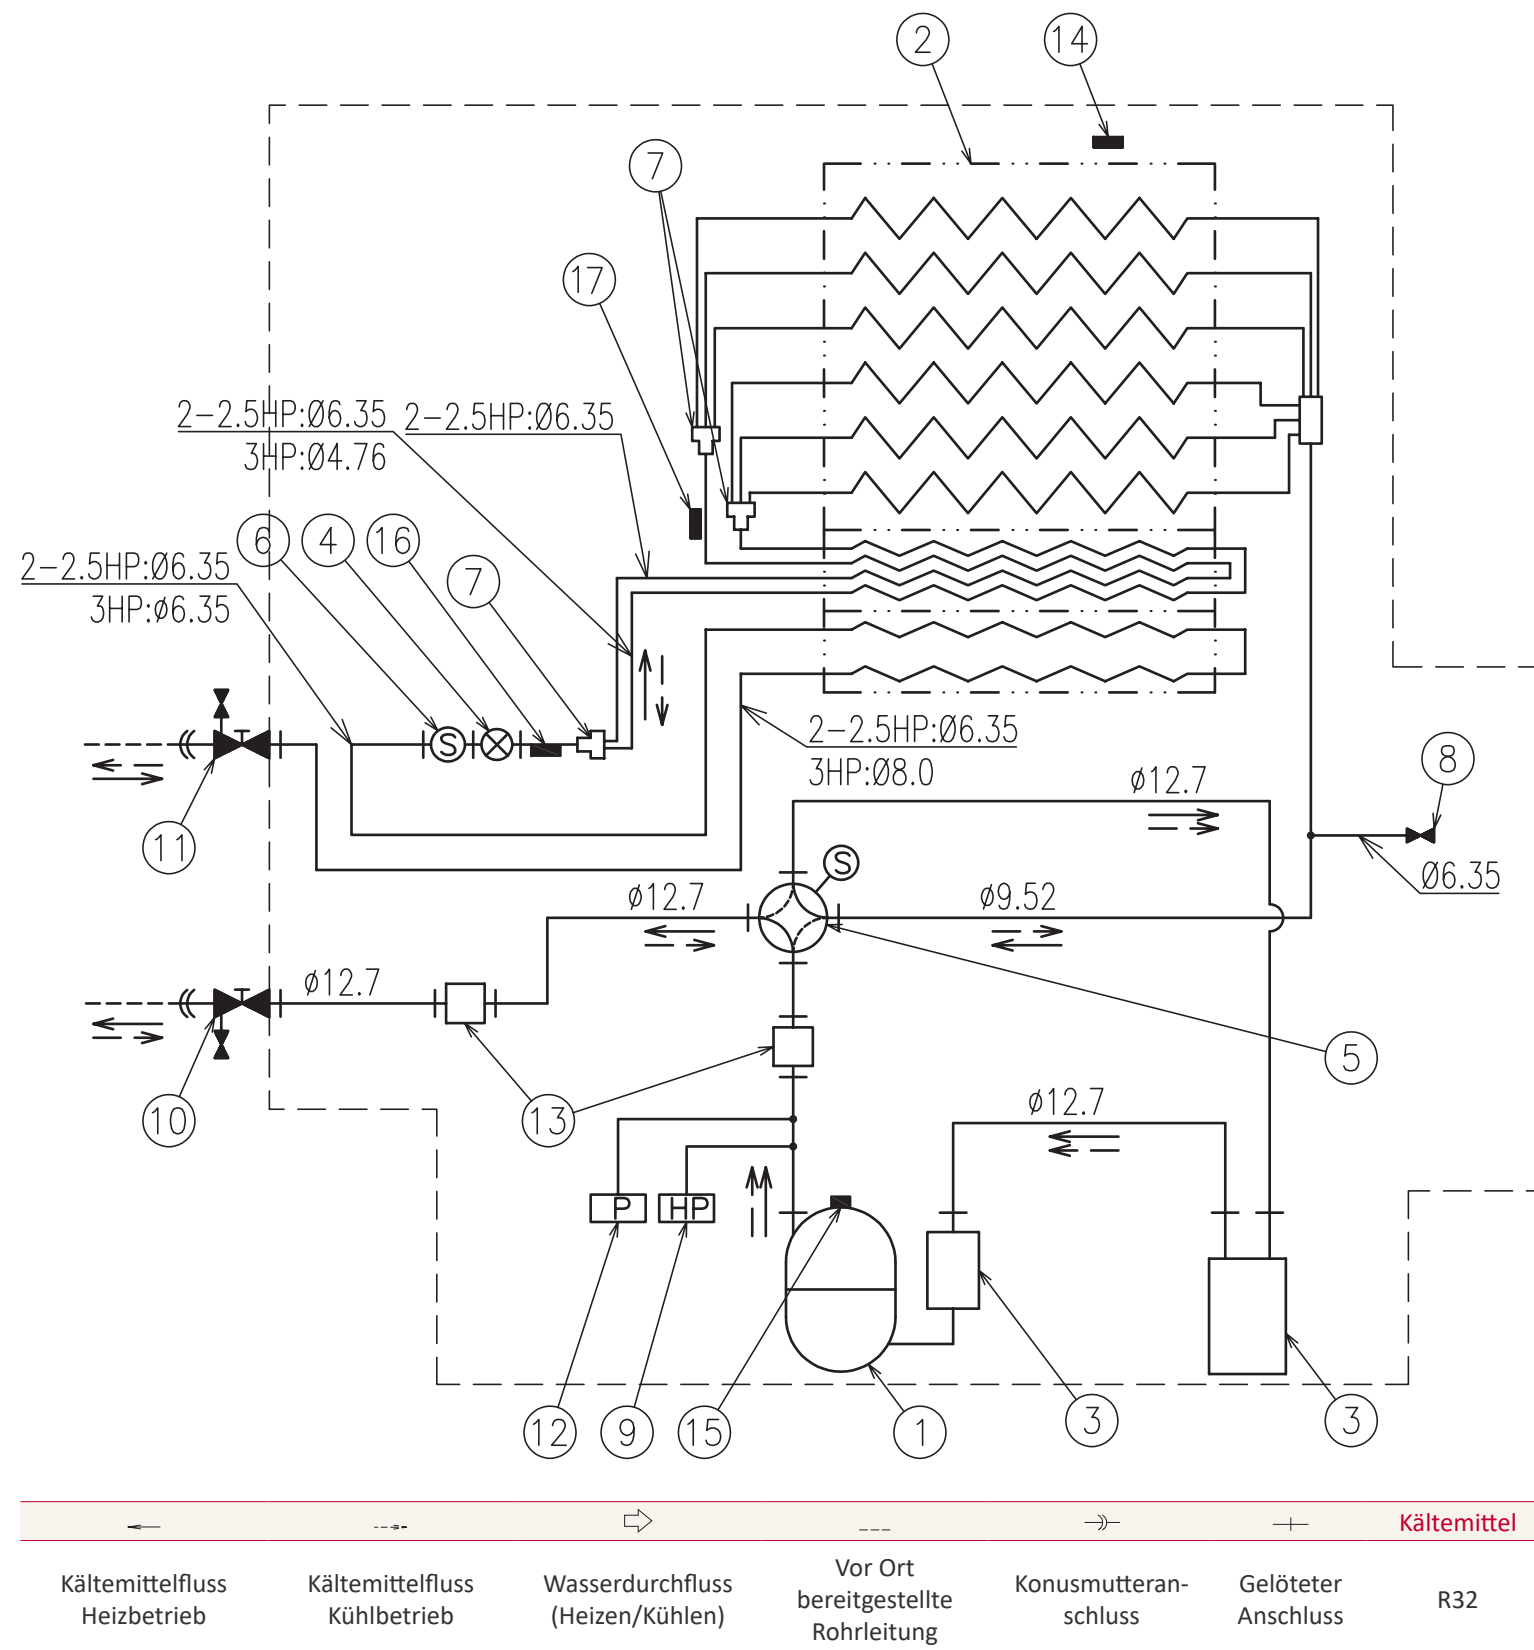 2
14
7
17
2-2.5HP:Ø6.35
3HP:Ø4.76
2-2.5HP:Ø6.35
6
4
16
7
2-2.5HP:Ø6.35
3HP:ø6.35
S
2-2.5HP:Ø6.35
3HP:Ø8.0
8
ø12.7
11
S
Ø6.35
ø12.7
ø9.52
ø12.7
5
10
13
ø12.7
P
HP
12
9
15
1
3
3
Kältemittel
Kältemittelfluss
Heizbetrieb
Kältemittelfluss
Kühlbetrieb
Wasserdurchfluss
(Heizen/Kühlen)
Vor Ort
bereitgestellte
Rohrleitung
Konusmutteran-
schluss
Gelöteter
Anschluss
R32